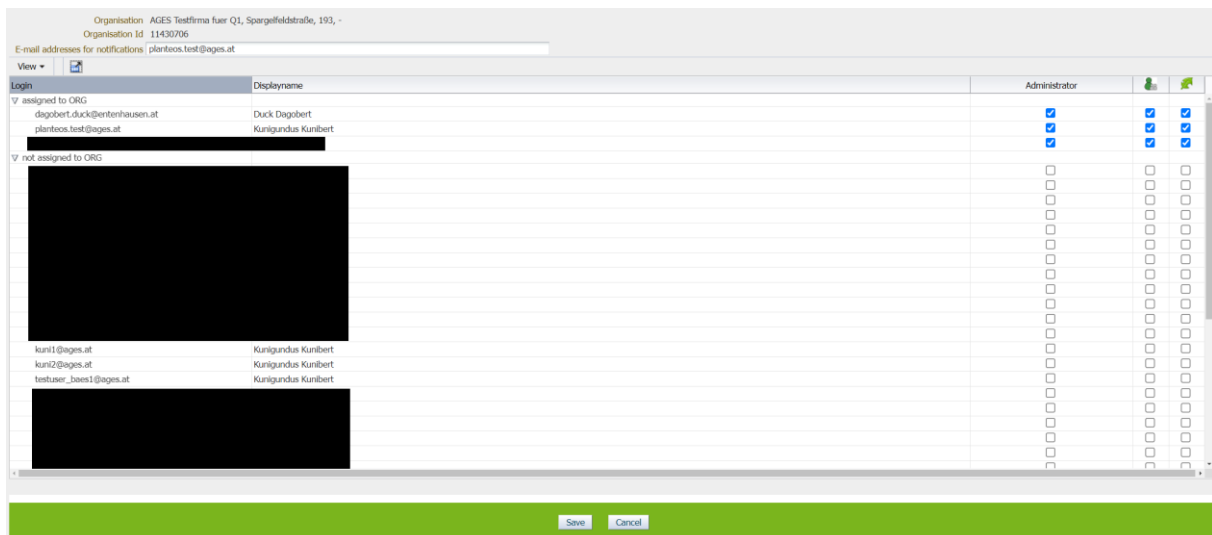 Organisation AGES Testfirma fuer Q1, Spargelfeldstraße, 193, -
Organisation Id 11430706
E-mail addresses for notifications planteos.test@ages.at
View
Login Displayname Administrator
assigned to ORG
dagobert.duck@entenhausen.at Duck Dagobert
planteos.test@ages.at Kunigundus Kunibert
not assigned to ORG
kuni1@ages.at Kunigundus Kunibert
kuni2@ages.at Kunigundus Kunibert
testuser_baes1@ages.at Kunigundus Kunibert
Save Cancel